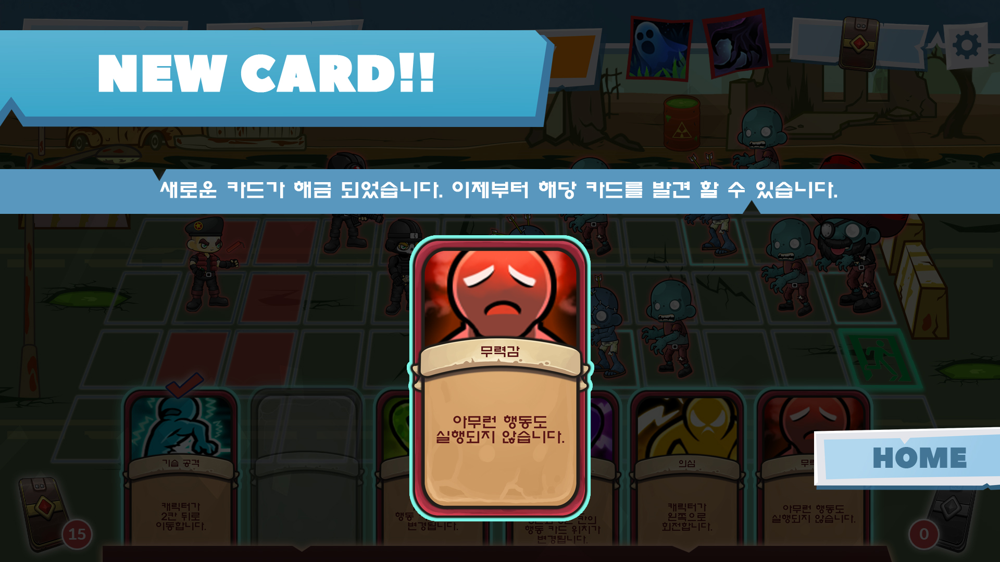 NEW CARD!!
새로운 카드가 해금 되었습니다. 이제부터 해당 카드를 발견 할 수 있습니다.
무력감
아무런 행동도
실행되지 않습니다.
HOME
기습 공격
캐릭터가
2칸 뒤로
이동합니다.
행동
변경됩니다.
칸의
행동 카드 위치가
변경됩니다.
의심
캐릭터가
왼쪽으로
회전합니다.
아무런 행동도
실행되지 않습니다.
15
0